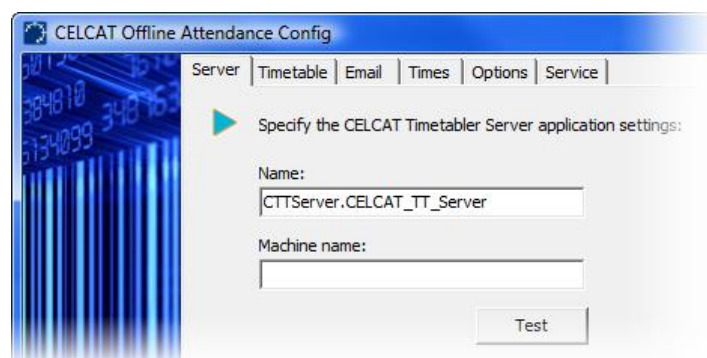 CELCAT Offline Attendance Config
Server Timetable Email Times Options Service
Specify the CELCAT Timetabler Server application settings:
Name:
CTTServer.CELCAT_TT_Server
Machine name:
Test